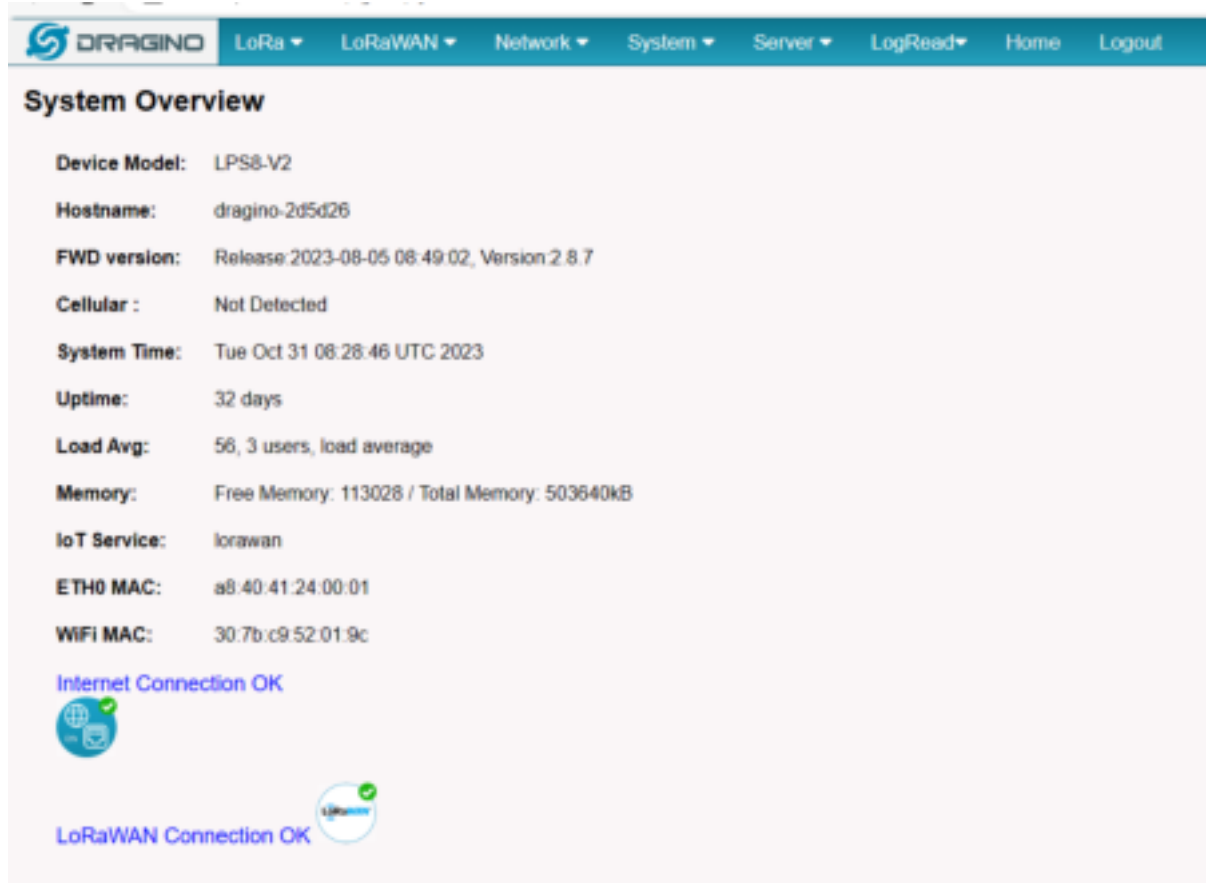 DRAGINO LoRa LoRaWAN Network System Server LogRead Home Logout
System Overview
Device Model: LPS8-V2
Hostname: dragino-2d5d26
FWD version: Release:2023-08-05 08:49:02, Version:2.8.7
Cellular : Not Detected
System Time: Tue Oct 31 08:28:46 UTC 2023
Uptime: 32 days
Load Avg: 56, 3 users, load average
Memory: Free Memory: 113028 / Total Memory: 503640kB
IoT Service: lorawan
ETH0 MAC: a8:40:41:24:00:01
WiFi MAC: 30:7b:c9:52:01:9c
Internet Connection OK
LoRaWAN
LoRaWAN Connection OK